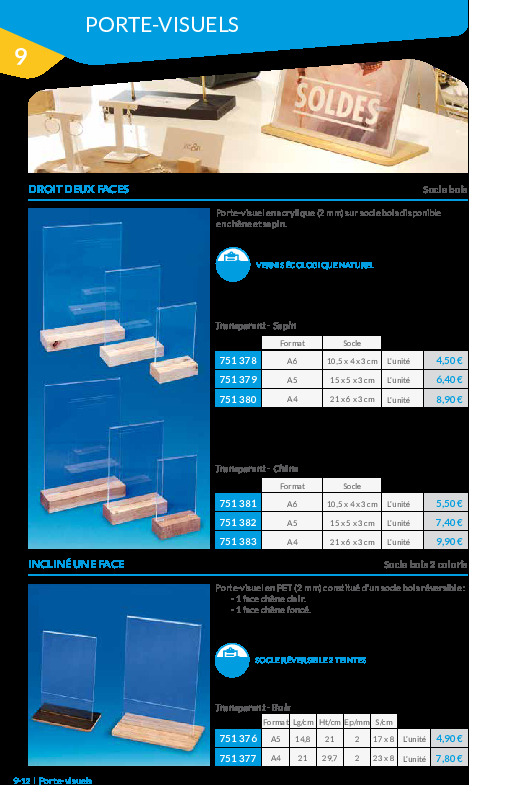 PORTE-VISUELS
9
SOLDES
DROIT DEUX FACES Socle bois
Porte-visuel en acrylique (2 mm) sur socle bois disponible
en chêne et sapin.
VERNIS ÉCOLOGIQUE NATUREL
Transparent - Sapin
Format Socle
751 378 A6 10,5 x 4 x 3 cm L'unité 4,50 €
751 379 A5 15 x 5 x 3 cm L'unité 6,40 €
751 380 A4 21 x 6 x 3 cm L'unité 8,90 €
Transparent - Chêne
Format Socle
751 381 A6 10,5 x 4 x 3 cm L'unité 5,50 €
751 382 A5 15 x 5 x 3 cm L'unité 7,40 €
751 383 A4 21 x 6 x 3 cm L'unité 9,90 €
INCLINÉ UNE FACE Socle bois 2 coloris
Porte-visuel en PET (2 mm) constitué d'un socle bois réversible :
- 1 face chêne clair.
- 1 face chêne foncé.
SOCLE RÉVERSIBLE 2 TEINTES
Transparent - Bois
Format Lg/cm Ht/cm Ep/mm S/cm
751 376 A5 14,8 21 2 17 x 8 L'unité 4,90 €
751 377 A4 21 29,7 2 23 x 8 L'unité 7,80 €
9-12 | Porte-visuels